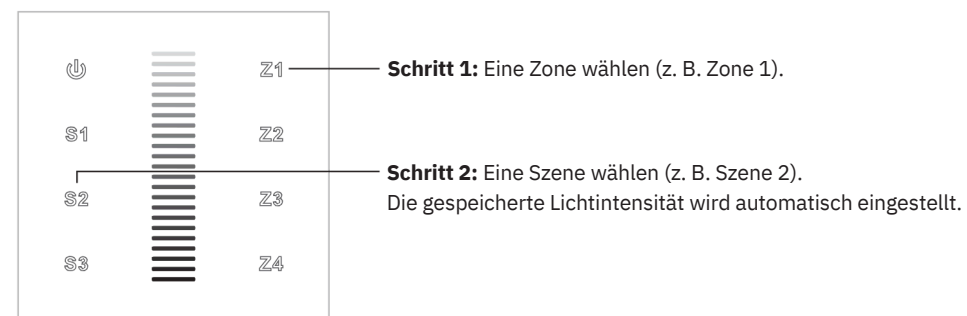 Z1
Schritt 1: Eine Zone wählen (z. B. Zone 1).
S1
Z2
Schritt 2: Eine Szene wählen (z. B. Szene 2).
S2
Z3
Die gespeicherte Lichtintensität wird automatisch eingestellt.
S3
Z4